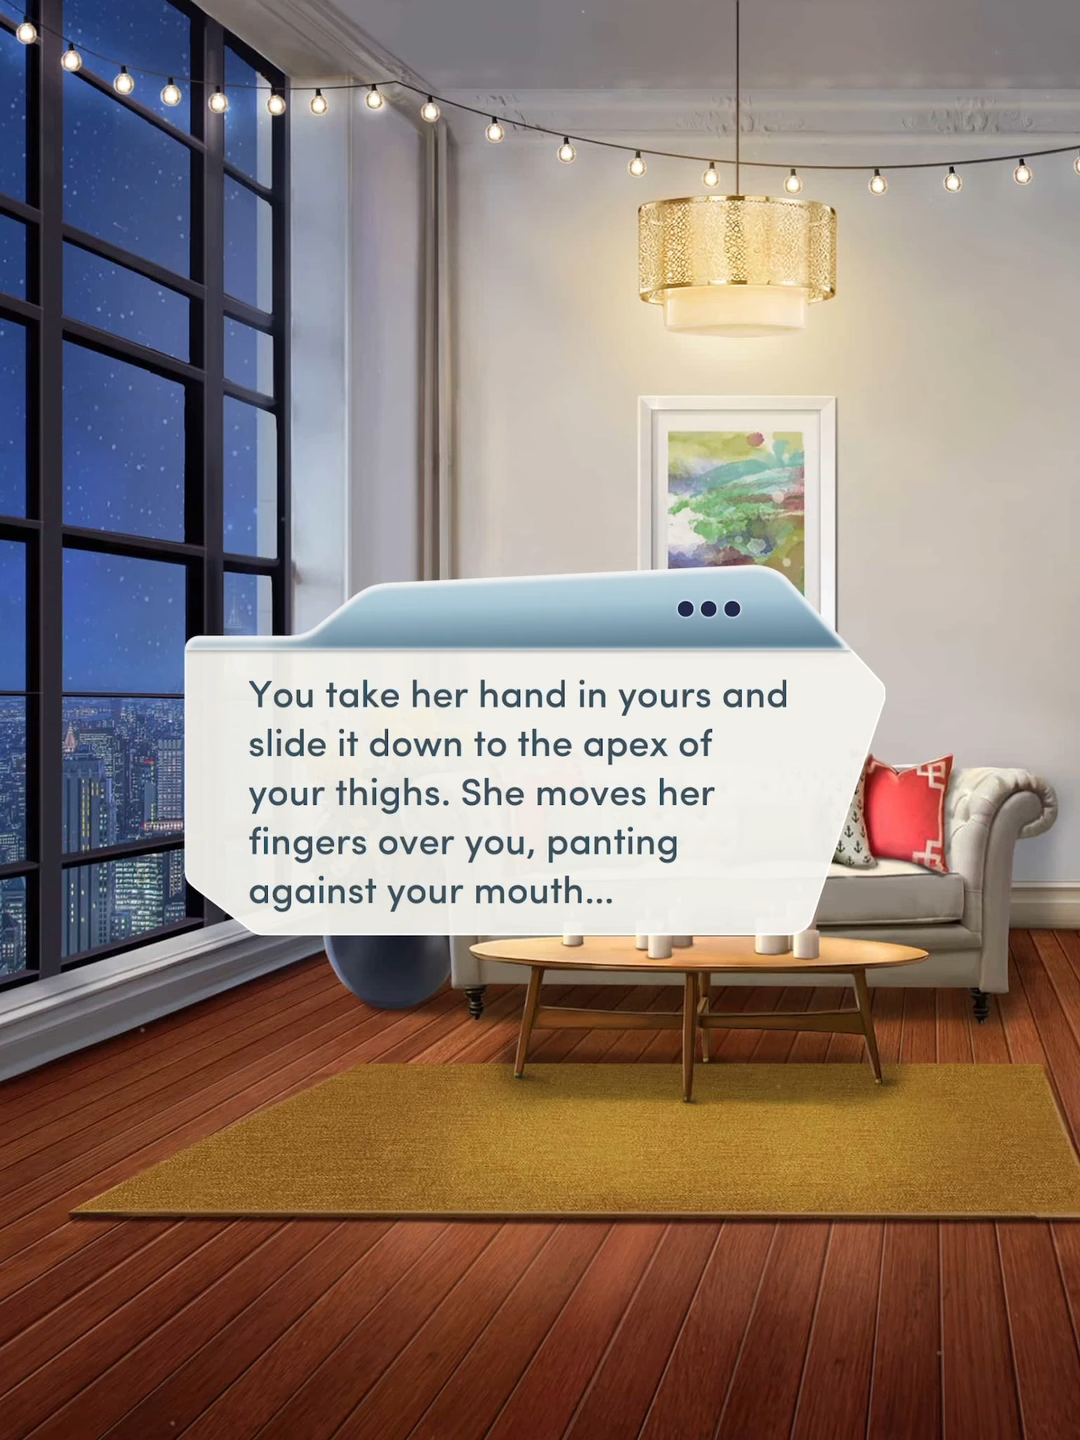 You take her hand in yours and
slide it down to the apex of
your thighs. She moves her
fingers over you, panting
against your mouth...